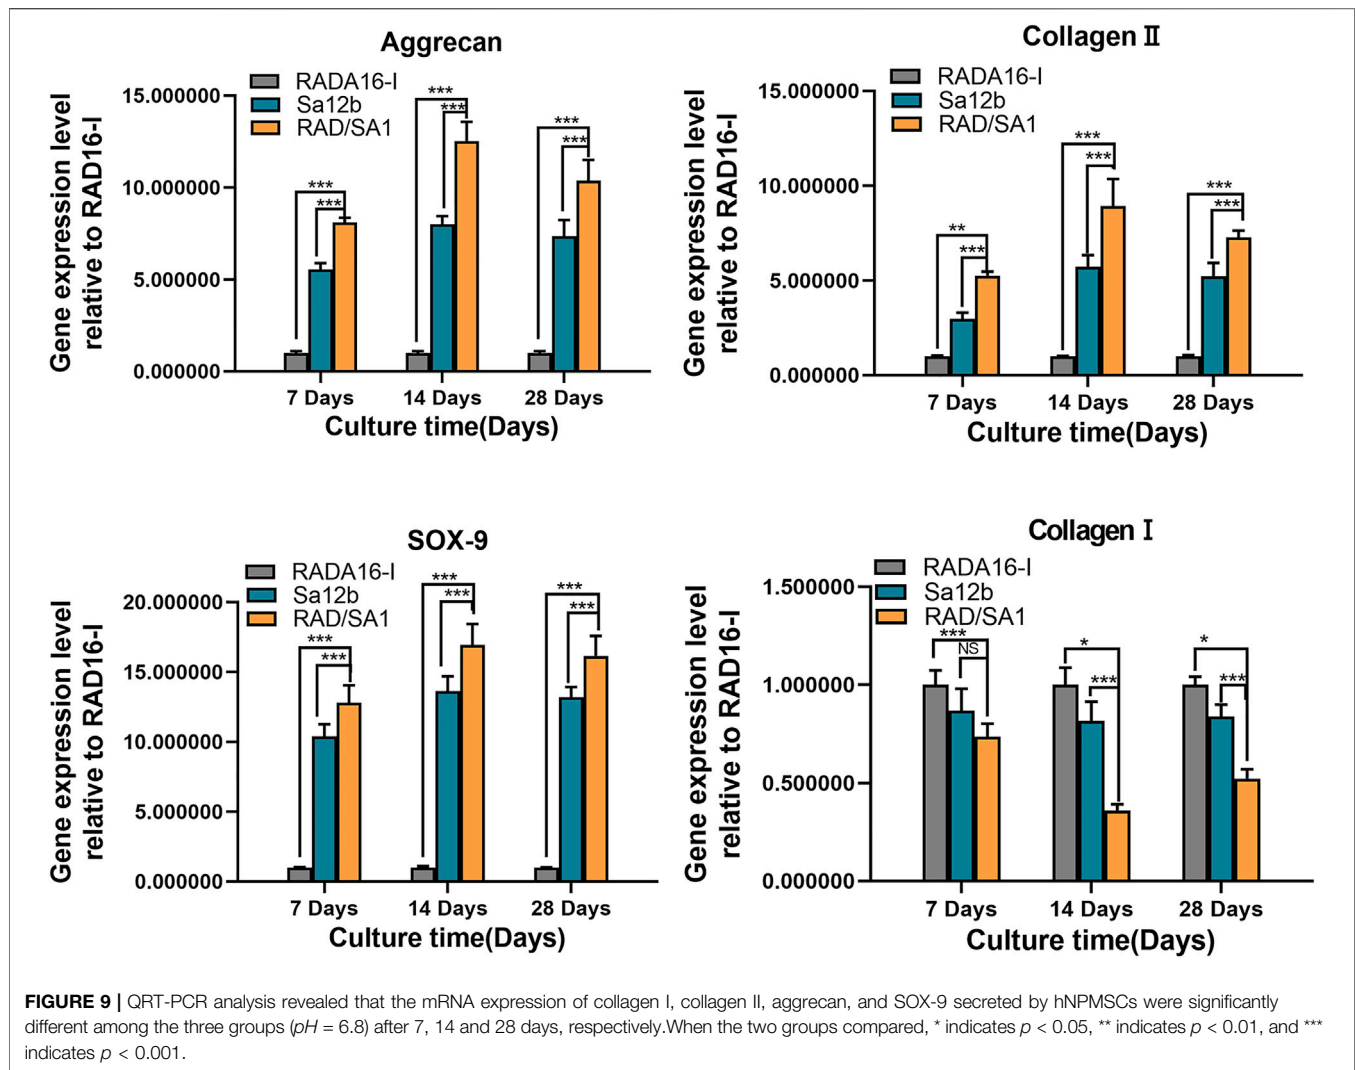 Aggrecan
RADA16-I
Sa12b
RAD/SA1
Gene expression level
relative to RAD16-I
15.000000
10.000000
5.000000
0.000000
***
***
***
***
***
***
7 Days
14 Days
28 Days
Culture time(Days)
Collagen Ⅱ
RADA16-I
Sa12b
RAD/SA1
Gene expression level
relative to RAD16-I
15.000000
10.000000
5.000000
0.000000
**
***
***
***
***
***
7 Days
14 Days
28 Days
Culture time(Days)
SOX-9
RADA16-I
Sa12b
RAD/SA1
Gene expression level
relative to RAD16-I
20.000000
15.000000
10.000000
5.000000
0.000000
***
***
***
***
***
***
7 Days
14 Days
28 Days
Culture time(Days)
Collagen Ⅰ
RADA16-I
Sa12b
RAD/SA1
Gene expression level
relative to RAD16-I
1.500000
1.000000
0.500000
0.000000
***
NS
*
***
*
***
7 Days
14 Days
28 Days
Culture time(Days)
FIGURE 9 | QRT-PCR analysis revealed that the mRNA expression of collagen I, collagen II, aggrecan, and SOX-9 secreted by hNPMSCs were significantly
different among the three groups (pH = 6.8) after 7, 14 and 28 days, respectively.When the two groups compared, * indicates p < 0.05, ** indicates p < 0.01, and ***
indicates p < 0.001.